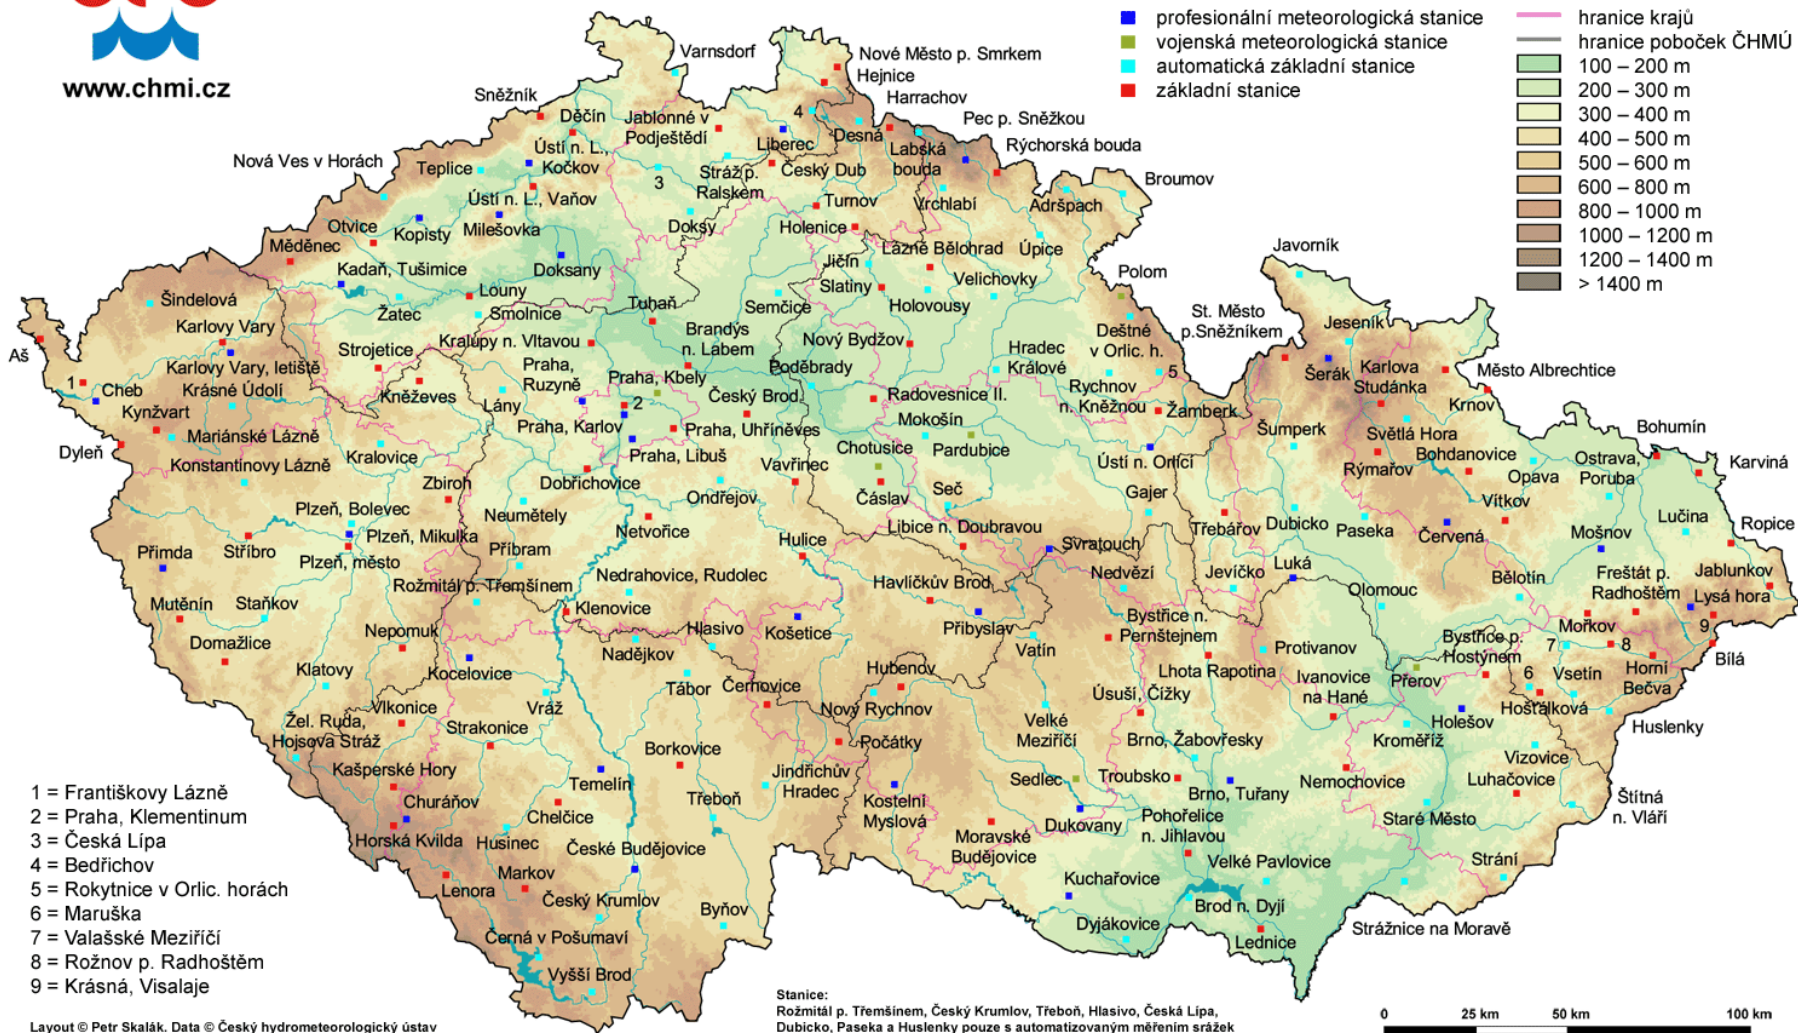 www.chmi.cz
profesionální meteorologická stanice
vojenská meteorologická stanice
automatická základní stanice
základní stanice
hranice krajů
hranice poboček ČHMÚ
100 – 200 m
200 – 300 m
300 – 400 m
400 – 500 m
500 – 600 m
600 – 800 m
800 – 1000 m
1000 – 1200 m
1200 – 1400 m
> 1400 m
Varnsdorf
Nové Město p. Smrkem
Hejnice
Harrachov
Sněžník
Děčín
Jablonné v
Podještědí
4
Liberec
Desná
Pec p. Sněžkou
Labská
bouda
Rýchorská bouda
Nová Ves v Horách
Teplice
Ústí n. L.,
Kočkov
3
Stráž p.
Ralskem
Český Dub
Broumov
Ústí n. L., Vaňov
Turnov
Vrchlabí
Adršpach
Otvice
Kopisty
Milešovka
Doksy
Holenice
Měděnec
Lázně Bělohrad
Úpice
Javorník
Kadaň, Tušimice
Doksany
Jičín
Velichovky
Polom
Šindelová
Louny
Tuhaň
Semčice
Slatiny
Holovousy
Žatec
Smolnice
St. Město
p.Sněžníkem
Jeseník
Karlovy Vary
Kralupy n. Vltavou
Brandýs
n. Labem
Nový Bydžov
Deštné
v Orlic. h.
Aš
Strojetice
Praha,
Ruzyně
Hradec
Králové
Karlovy Vary, letiště
Praha, Kbely
Poděbrady
Rychnov
n. Kněžnou
5
Šerák
Karlova
Studánka
Město Albrechtice
1
Cheb
Krásné Údolí
Kněževes
Lány
2
Český Brod
Radovesnice II.
Žamberk
Krnov
Kynžvart
Praha, Karlov
Praha, Uhříněves
Mokošín
Mariánské Lázně
Šumperk
Světlá Hora
Bohumín
Dyleň
Kralovice
Praha, Libuš
Chotusice
Pardubice
Konstantinovy Lázně
Vavřinec
Ústí n. Orlicí
Rýmařov
Bohdanovice
Ostrava,
Poruba
Karviná
Zbiroh
Dobřichovice
Ondřejov
Čáslav
Seč
Gajer
Opava
Plzeň, Bolevec
Neumětely
Vítkov
Plzeň, Mikulka
Netvořice
Libice n. Doubravou
Třebářov
Dubicko
Paseka
Lučina
Ropice
Stříbro
Hulice
Svratouch
Červená
Mošnov
Přimda
Plzeň, město
Příbram
Nedvězí
Jevíčko
Luká
Rožmitál p. Třemšínem
Nedrahovice, Rudolec
Havlíčkův Brod
Olomouc
Bělotín
Freštát p.
Radhoštěm
Jablunkov
Mutěnín
Staňkov
Klenovice
Bystřice n.
Pernštejnem
Lysá hora
Nepomuk
Hlasivo
Košetice
Přibyslav
Mořkov
9
Domažlice
Nadějkov
Vatín
Protivanov
Bystřice p.
Hostýnem
7
8
Klatovy
Kocelovice
Hubenov
Lhota Rapotina
Bílá
Tábor
Černovice
Ivanovice
na Hané
Přerov
6
Vsetín
Horní
Bečva
Vlkonice
Vráž
Nový Rychnov
Úsuší, Čížky
Hošťálková
Žel. Ruda,
Hojsova Stráž
Strakonice
Velké
Meziříčí
Holešov
Huslenky
Borkovice
Počátky
Brno, Žabovřesky
Kroměříž
Kašperské Hory
Vizovice
1 = Františkovy Lázně
2 = Praha, Klementinum
3 = Česká Lípa
4 = Bedřichov
5 = Rokytnice v Orlic. horách
6 = Maruška
7 = Valašské Meziříčí
8 = Rožnov p. Radhoštěm
9 = Krásná, Visalaje
Temelín
Třeboň
Jindřichův
Hradec
Sedlec
Troubsko
Nemochovice
Luhačovice
Churáňov
Kostelní
Myslová
Brno, Tuřany
Štítná
n. Vláří
Chelčice
Dukovany
Pohořelice
n. Jihlavou
Staré Město
Horská Kvilda
Husinec
České Budějovice
Moravské
Budějovice
Velké Pavlovice
Strání
Lenora
Markov
Kuchařovice
Český Krumlov
Byňov
Brod n. Dyjí
Dyjákovice
Strážnice na Moravě
Černá v Pošumaví
Lednice
Vyšší Brod
Stanice:
Rožmitál p. Třemšínem, Český Krumlov, Třeboň, Hlasivo, Česká Lípa,
Dubicko, Paseka a Huslenky pouze s automatizovaným měřením srážek
0
25 km
50 km
100 km
Layout © Petr Skalák. Data © Český hydrometeorologický ústav